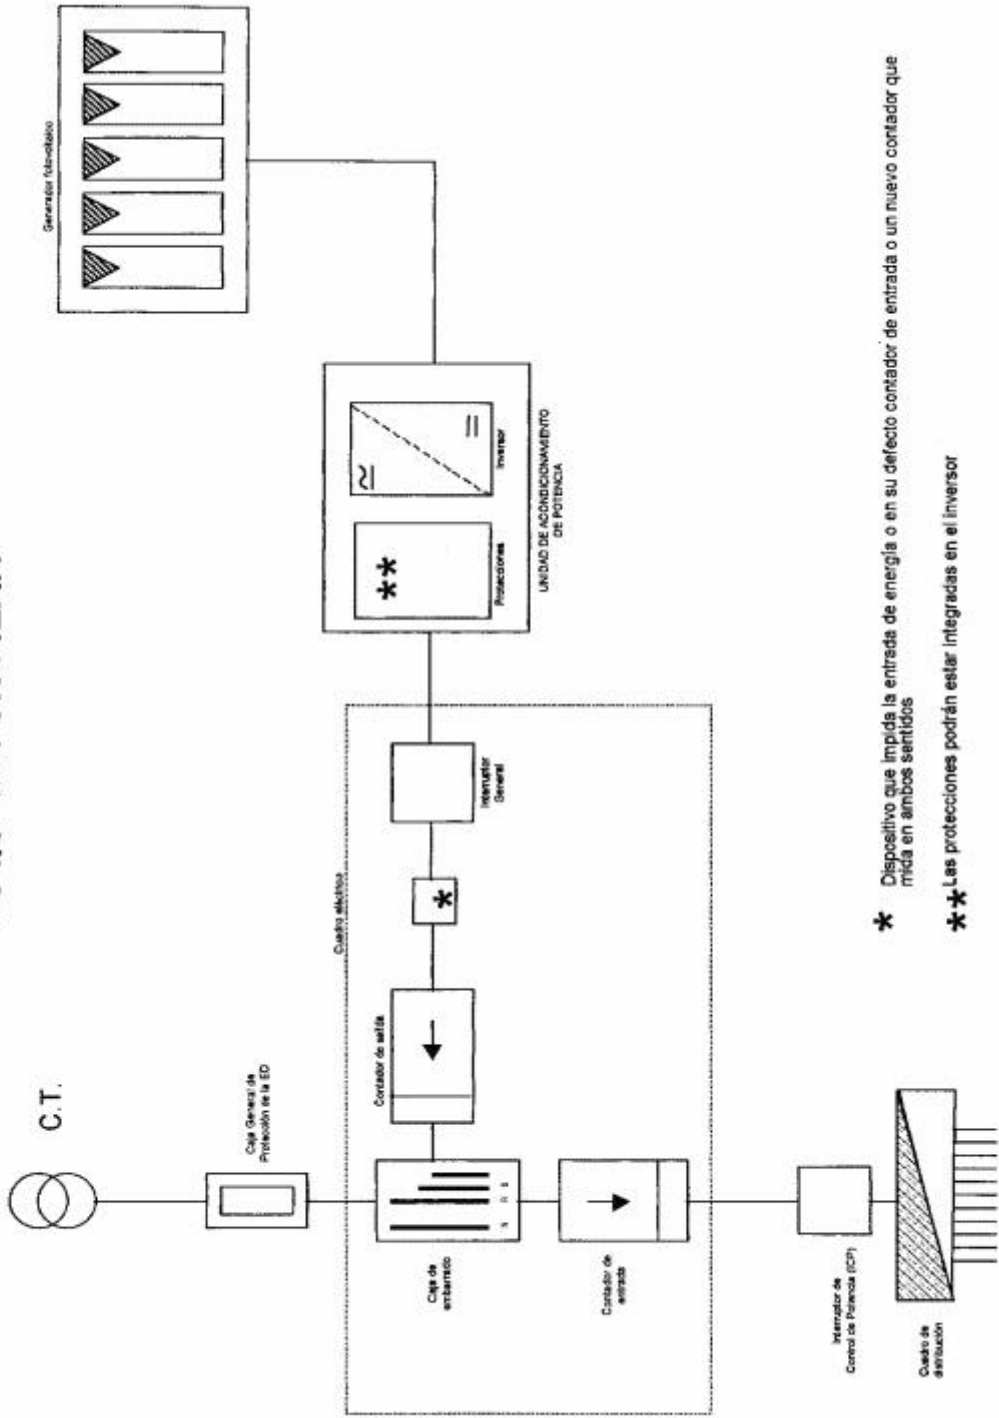 Generador fotovoltaico
C.T.
Caja General de
Protección de la ED
Inversor
Protecciones
**
UNIDAD DE ACONDICIONAMIENTO
DE POTENCIA
Cuadro eléctrico
Interruptor
General
*
Contador de salida
Caja de
embarrado
N R S
Contador de
entrada
Interruptor de
Control de Potencia (ICP)
Cuadro de
distribución
* Dispositivo que impida la entrada de energía o en su defecto contador de entrada o un nuevo contador que
mida en ambos sentidos
** Las protecciones podrán estar integradas en el inversor